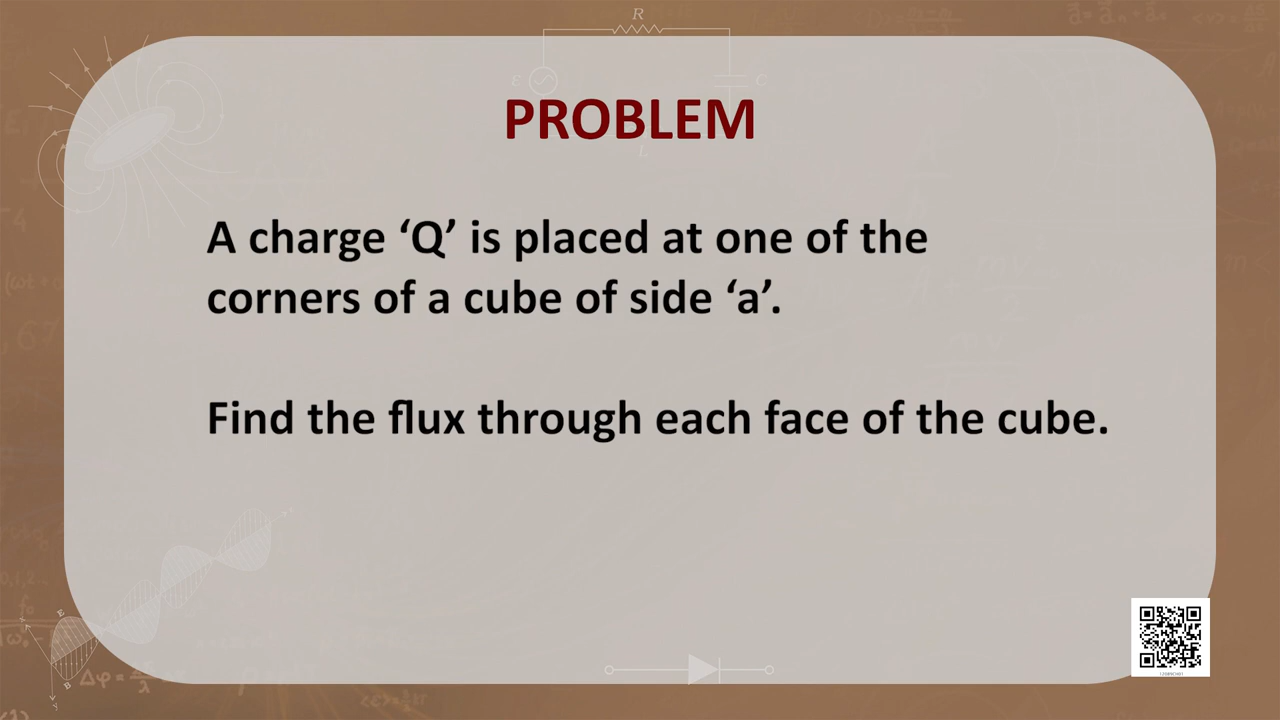 R
ε
C
L
PROBLEM
A charge ‘Q’ is placed at one of the
corners of a cube of side ‘a’.
Find the flux through each face of the cube.